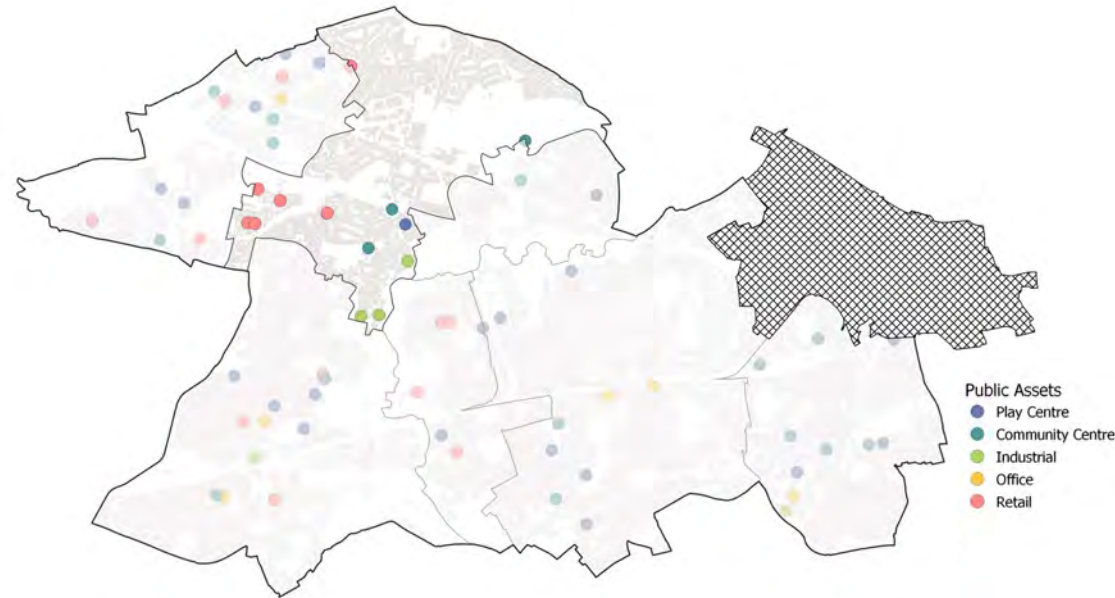 Public Assets
Play Centre
Community Centre
Industrial
Office
Retail